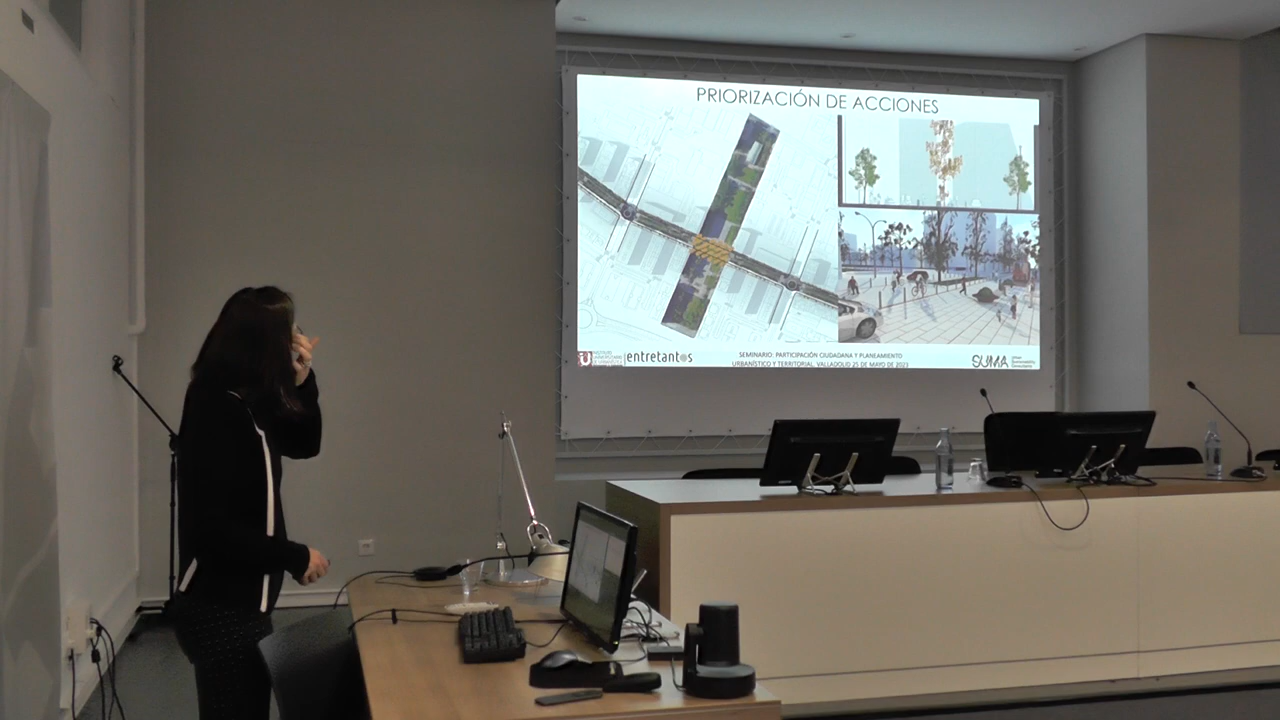 PRIORIZACIÓN DE ACCIONES
entretantos
SEMINARIO: PARTICIPACIÓN CIUDADANA Y PLANEAMIENTO
URBANÍSTICO Y TERRITORIAL. VALLADOLID 25 DE MAYO DE 2023
SUMA